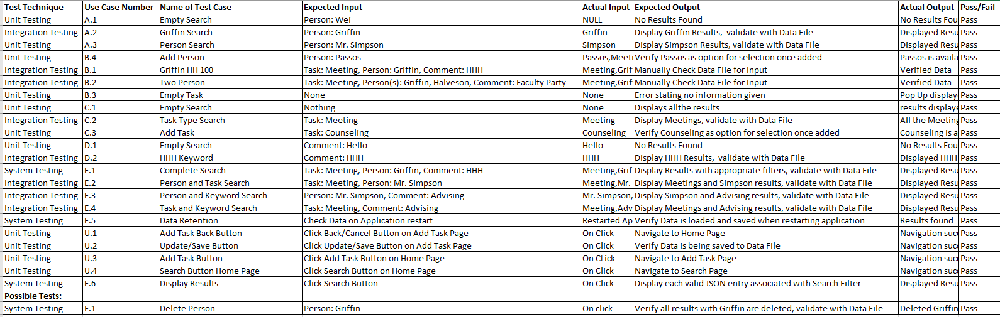 Test Technique Use Case Number Name of Test Case Expected Input Actual Input Expected Output Actual Output Pass/Fail
Unit Testing A.1 Empty Search Person: Wei NULL No Results Found No Results Fou Pass
Integration Testing A.2 Griffin Search Person: Griffin Griffin Display Griffin Results, validate with Data File Displayed Resu Pass
Unit Testing A.3 Person Search Person: Mr. Simpson Simpson Display Simpson Results, validate with Data File Displayed Resu Pass
Unit Testing B.4 Add Person Person: Passos Passos,Meeti Verify Passos as option for selection once added Passos is availa Pass
Integration Testing B.1 Griffin HH 100 Task: Meeting, Person: Griffin, Comment: HHH Meeting,Grif Manually Check Data File for Input Verified Data Pass
Integration Testing B.2 Two Person Task: Meeting, Person(s): Griffin, Halveson, Comment: Faculty Party Meeting,Grif Manually Check Data File for Input Verified Data Pass
Unit Testing B.3 Empty Task None None Error stating no information given Pop Up display Pass
Unit Testing C.1 Empty Search Nothing None Displays allthe results results displaye Pass
Integration Testing C.2 Task Type Search Task: Meeting Meeting Display Meetings, validate with Data File All the Meeting Pass
Unit Testing C.3 Add Task Task: Counseling Counseling Verify Counseling as option for selection once added Counseling is a Pass
Unit Testing D.1 Empty Search Comment: Hello Hello No Results Found No Results Fou Pass
Integration Testing D.2 HHH Keyword Comment: HHH HHH Display HHH Results, validate with Data File Displayed HHH Pass
System Testing E.1 Complete Search Task: Meeting, Person: Griffin, Comment: HHH Meeting,Grif Display Results with appropriate filters, validate with Data File Displayed Resu Pass
Integration Testing E.2 Person and Task Search Task: Meeting, Person: Mr. Simpson Meeting,Mr. Display Meetings and Simpson results, validate with Data File Displayed Resu Pass
Integration Testing E.3 Person and Keyword Search Person: Mr. Simpson, Comment: Advising Mr. Simpson, Display Simpson and Advising results, validate with Data File Displayed Resu Pass
Integration Testing E.4 Task and Keyword Search Task: Meeting, Comment: Advising Meeting,Adv Display Meetings and Advising results, validate with Data File Displayed Resu Pass
System Testing E.5 Data Retention Check Data on Application restart Restarted Ap Verify Data is loaded and saved when restarting application Results found Pass
Unit Testing U.1 Add Task Back Button Click Back/Cancel Button on Add Task Page On Click Navigate to Home Page Navigation suc Pass
Unit Testing U.2 Update/Save Button Click Update/Save Button on Add Task Page On Click Verify Data is being saved to Data File Navigation suc Pass
Unit Testing U.3 Add Task Button Click Add Task Button on Home Page On CLick Navigate to Add Task Page Navigation suc Pass
Unit Testing U.4 Search Button Home Page Click Search Button on Home Page On Click Navigate to Search Page Navigation suc Pass
System Testing E.6 Display Results Click Search Button On Click Display each valid JSON entry associated with Search Filter Displayed Resu Pass
Possible Tests:
System Testing F.1 Delete Person Person: Griffin On click Verify all results with Griffin are deleted, validate with Data File Deleted Griffin Pass